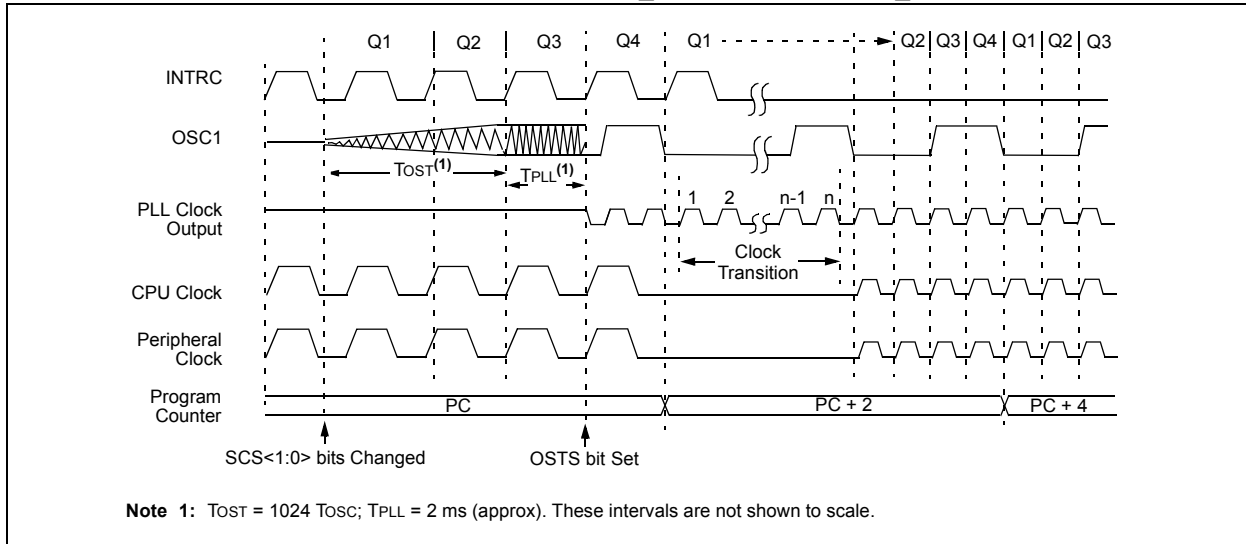 Q1 Q2 Q3 Q4 Q1 Q2 Q3 Q4 Q1 Q2 Q3
INTRC
OSC1
TOST(1) TPLL(1)
PLL Clock
Output
1 2 n-1 n
Clock
Transition
CPU Clock
Peripheral
Clock
Program
Counter
PC PC + 2 PC + 4
SCS<1:0> bits Changed OSTS bit Set
Note 1: TOST = 1024 TOSC; TPLL = 2 ms (approx). These intervals are not shown to scale.